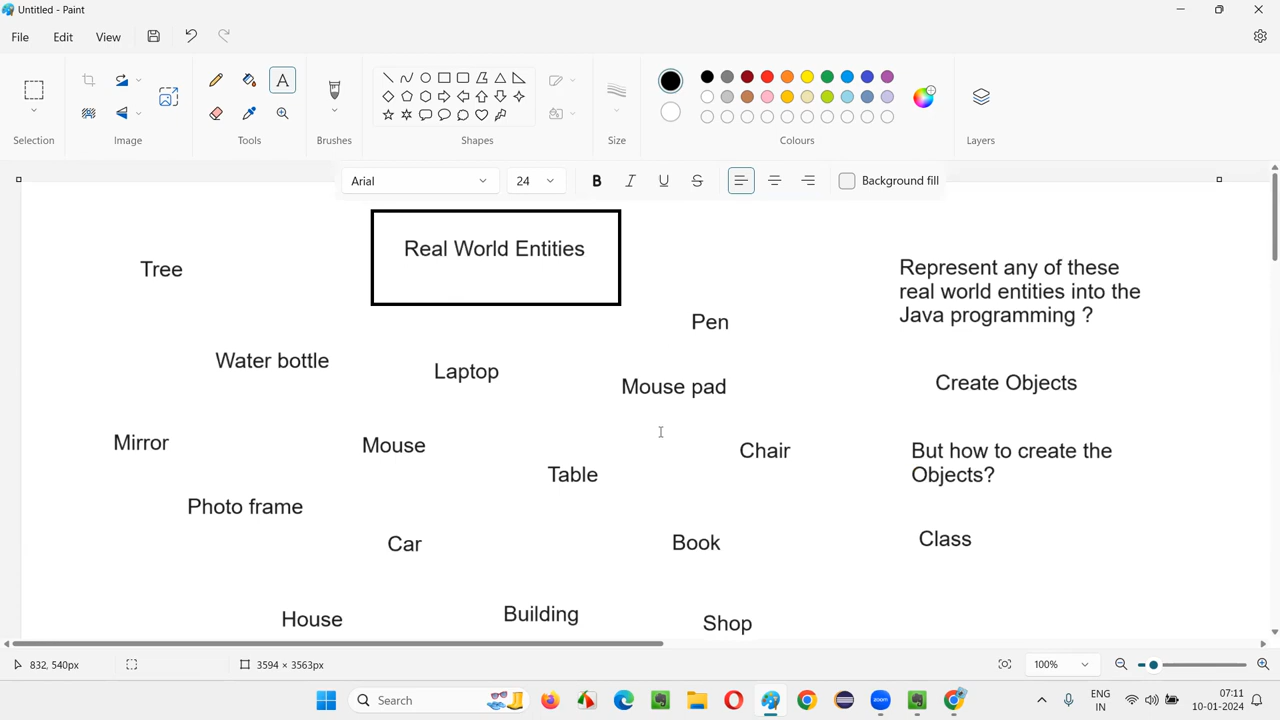 Untitled - Paint
File Edit View
Selection Image Tools Brushes Shapes Size Colours Layers
Arial 24 B I U S Background fill
Real World Entities
Tree
Represent any of these
real world entities into the
Java programming ?
Pen
Water bottle
Laptop
Mouse pad
Create Objects
Mirror
Mouse
Chair
But how to create the
Objects?
Table
Photo frame
Car
Book
Class
House
Building
Shop
832, 540px 3594 × 3563px 100%
Search
ENG
IN
07:11
10-01-2024
zoom